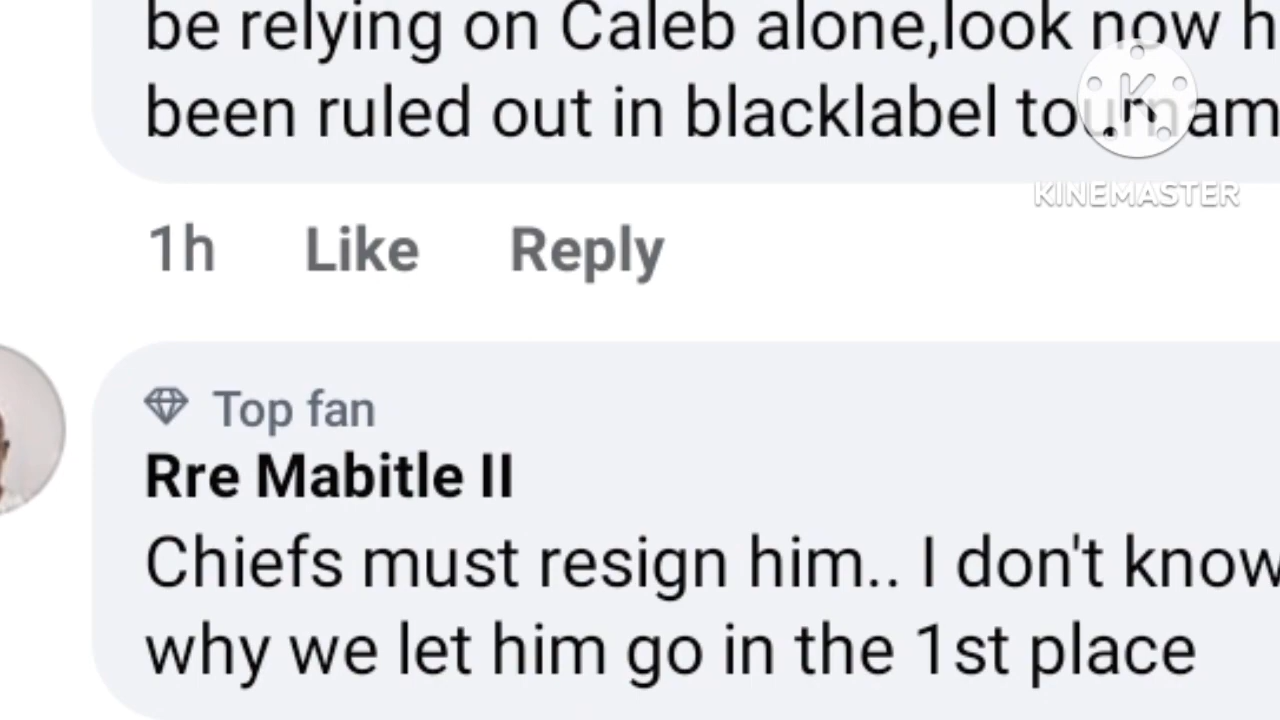 be relying on Caleb alone,look now h
been ruled out in blacklabel tournam
KINEMASTER
1h Like Reply
Top fan
Rre Mabitle II
Chiefs must resign him.. I don't know
why we let him go in the 1st place